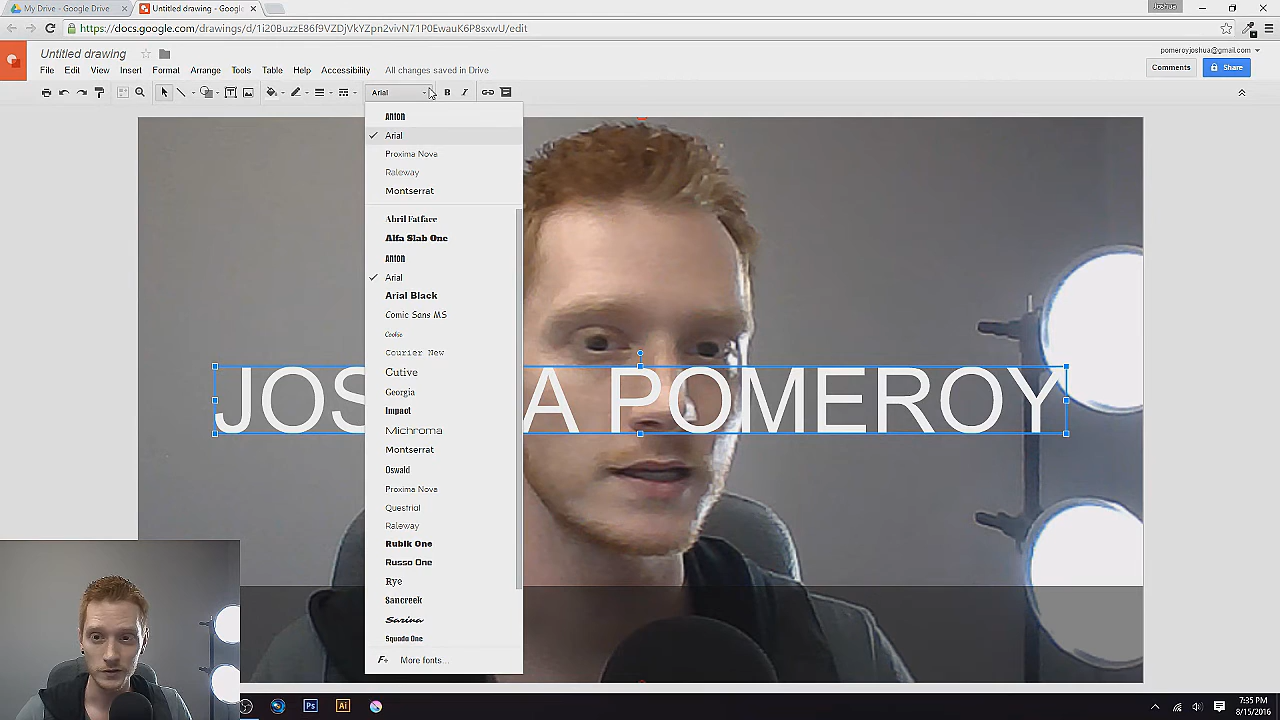 My Drive - Google Drive
Untitled drawing - Google
Joshua
https://docs.google.com/drawings/d/1i20BuzzE86f9VZDjVkYZpn2vivN71P0EwauK6P8sxwU/edit
Untitled drawing
pomeroyjoshua@gmail.com
File Edit View Insert Format Arrange Tools Table Help Accessibility All changes saved in Drive
Comments
Share
Arial
B
I
Anton
Arial
Proxima Nova
Raleway
Montserrat
Abril Fatface
Alfa Slab One
Anton
Arial
Arial Black
Comic Sans MS
Cookie
Courier New
Cutive
Georgia
Impact
Michroma
Montserrat
Oswald
Proxima Nova
Questrial
Raleway
Rubik One
Russo One
Rye
Sancreek
Sarina
Squada One
More fonts...
JOS A POMEROY
Ps
Ai
7:35 PM
8/15/2016